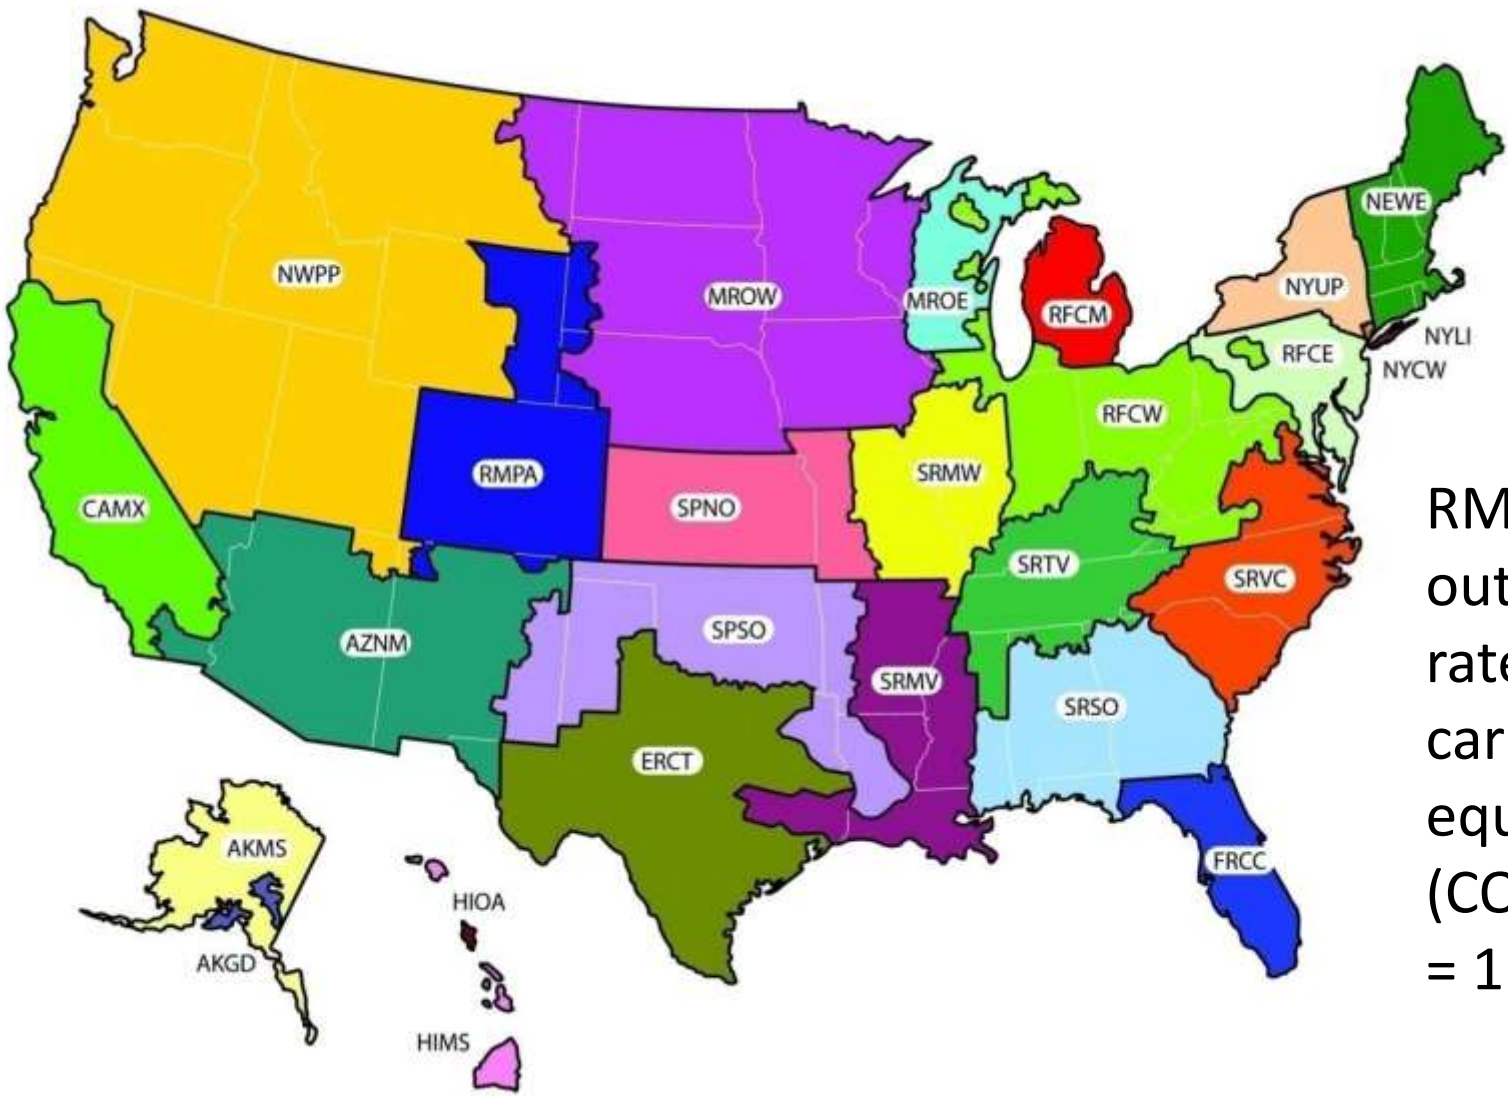 NEWE
NWPP
NYUP
MROW
MROE
RFCM
NYLI
RFCE
NYCW
RFCW
RMPA
SRMW
CAMX
SPNO
SRTV
SRVC
AZNM
SPSO
SRMV
SRSO
ERCT
AKMS
FRCC
HIOA
AKGD
HIMS
RM
out
rate
car
equ
(CO
= 1